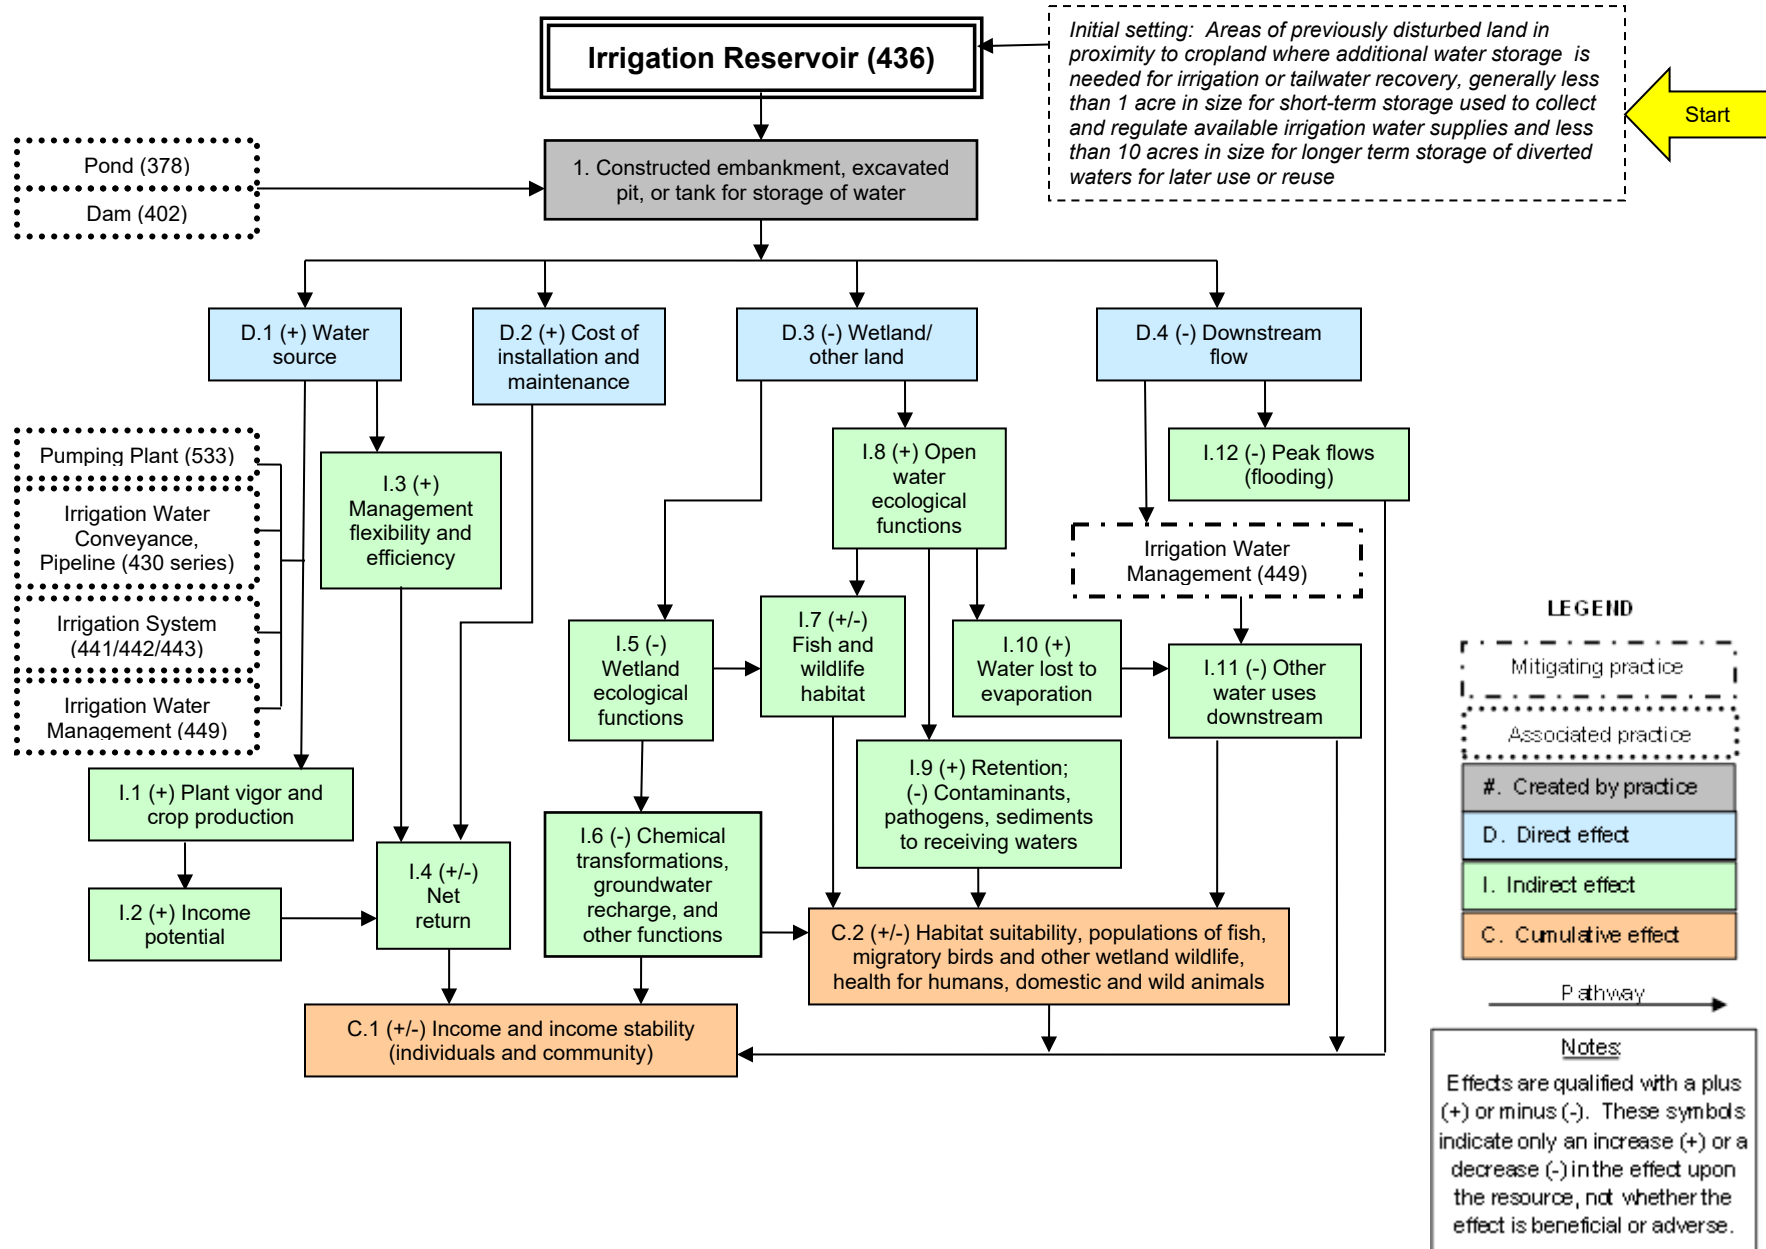 Irrigation Reservoir (436)
Initial setting:  Areas of previously disturbed land in
proximity to cropland where additional water storage  is
needed for irrigation or tailwater recovery, generally less
than 1 acre in size for short-term storage used to collect
and regulate available irrigation water supplies and less
than 10 acres in size for longer term storage of diverted
waters for later use or reuse
Start
Pond (378)
Dam (402)
1. Constructed embankment, excavated
pit, or tank for storage of water
D.1 (+) Water
source
D.2 (+) Cost of
installation and
maintenance
D.3 (-) Wetland/
other land
D.4 (-) Downstream
flow
Pumping Plant (533)
Irrigation Water
Conveyance,
Pipeline (430 series)
Irrigation System
(441/442/443)
Irrigation Water
Management (449)
I.3 (+)
Management
flexibility and
efficiency
I.8 (+) Open
water
ecological
functions
I.12 (-) Peak flows
(flooding)
Irrigation Water
Management (449)
I.5 (-)
Wetland
ecological
functions
I.7 (+/-)
Fish and
wildlife
habitat
I.10 (+)
Water lost to
evaporation
I.11 (-) Other
water uses
downstream
I.1 (+) Plant vigor and
crop production
I.9 (+) Retention;
(-) Contaminants,
pathogens, sediments
to receiving waters
I.2 (+) Income
potential
I.4 (+/-)
Net
return
I.6 (-) Chemical
transformations,
groundwater
recharge, and
other functions
C.2 (+/-) Habitat suitability, populations of fish,
migratory birds and other wetland wildlife,
health for humans, domestic and wild animals
C.1 (+/-) Income and income stability
(individuals and community)
LEGEND
Mitigating practice
Associated practice
#.  Created by practice
D.  Direct effect
I.  Indirect effect
C.  Cumulative effect
Pathway
Notes:
Effects are qualified with a plus
(+) or minus (-).  These symbols
indicate only an increase (+) or a
decrease (-) in the effect upon
the resource, not whether the
effect is beneficial or adverse.